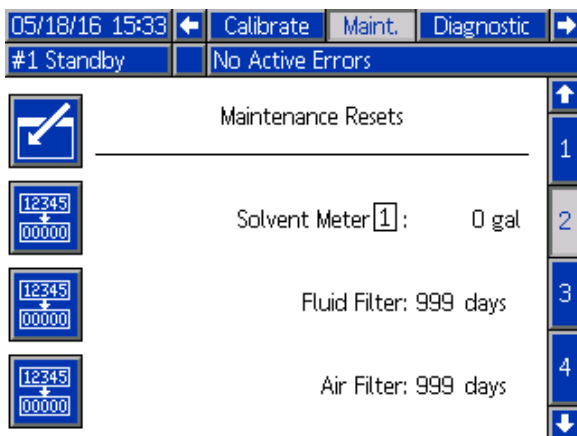 05/18/16 15:33 Calibrate Maint. Diagnostic
#1 Standby No Active Errors
Maintenance Resets
1
12345
00000
Solvent Meter 1 : 0 gal
2
12345
00000
Fluid Filter: 999 days
3
12345
00000
Air Filter: 999 days
4